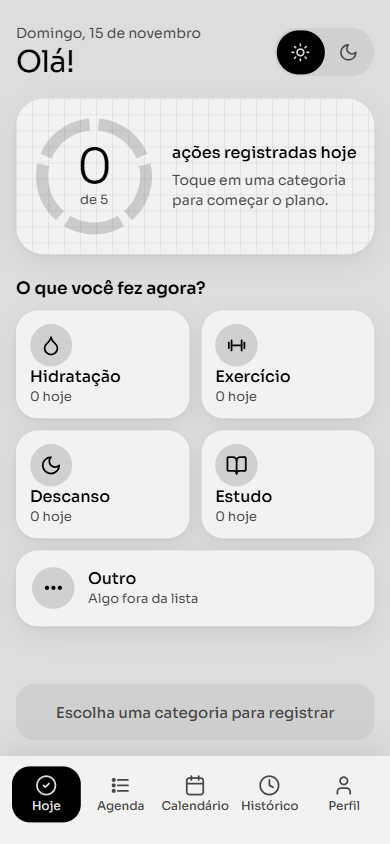 Domingo, 15 de novembro
Olá!
0
de 5
ações registradas hoje
Toque em uma categoria
para começar o plano.
O que você fez agora?
Hidratação
0 hoje
Exercício
0 hoje
Descanso
0 hoje
Estudo
0 hoje
Outro
Algo fora da lista
Escolha uma categoria para registrar
Hoje
Agenda
Calendário
Histórico
Perfil